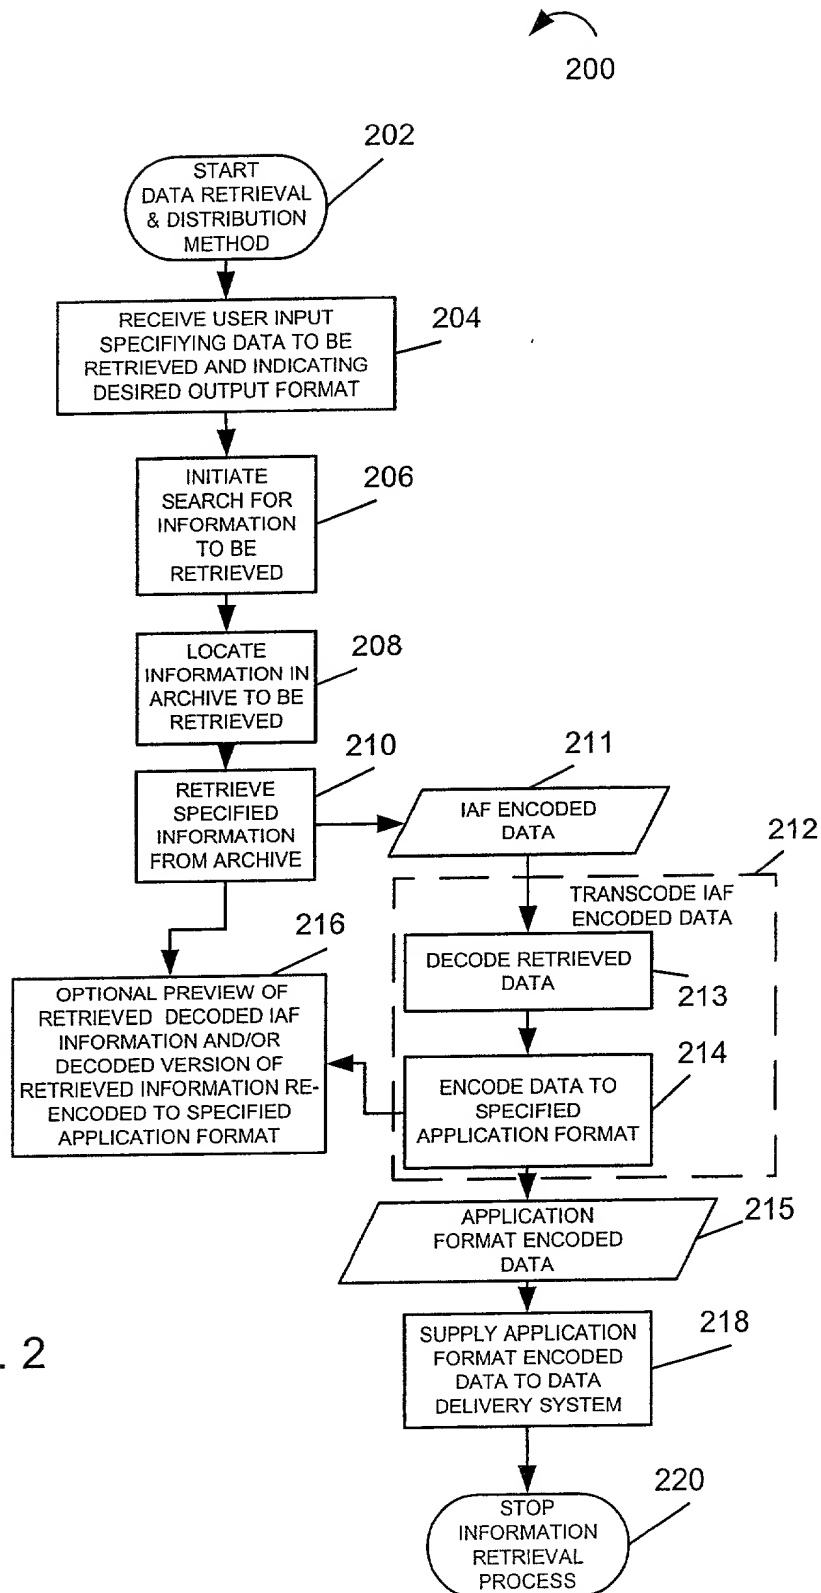 200
202
START
DATA RETRIEVAL
& DISTRIBUTION
METHOD
204
RECEIVE USER INPUT
SPECIFIYING DATA TO BE
RETRIEVED AND INDICATING
DESIRED OUTPUT FORMAT
206
INITIATE
SEARCH FOR
INFORMATION
TO BE
RETRIEVED
208
LOCATE
INFORMATION IN
ARCHIVE TO BE
RETRIEVED
210
RETRIEVE
SPECIFIED
INFORMATION
FROM ARCHIVE
211
IAF ENCODED
DATA
212
TRANSCODE IAF
ENCODED DATA
DECODE RETRIEVED
DATA
213
214
ENCODE DATA TO
SPECIFIED
APPLICATION FORMAT
216
OPTIONAL PREVIEW OF
RETRIEVED DECODED IAF
INFORMATION AND/OR
DECODED VERSION OF
RETRIEVED INFORMATION RE-
ENCODED TO SPECIFIED
APPLICATION FORMAT
215
APPLICATION
FORMAT ENCODED
DATA
218
SUPPLY APPLICATION
FORMAT ENCODED
DATA TO DATA
DELIVERY SYSTEM
. 2
220
STOP
INFORMATION
RETRIEVAL
PROCESS